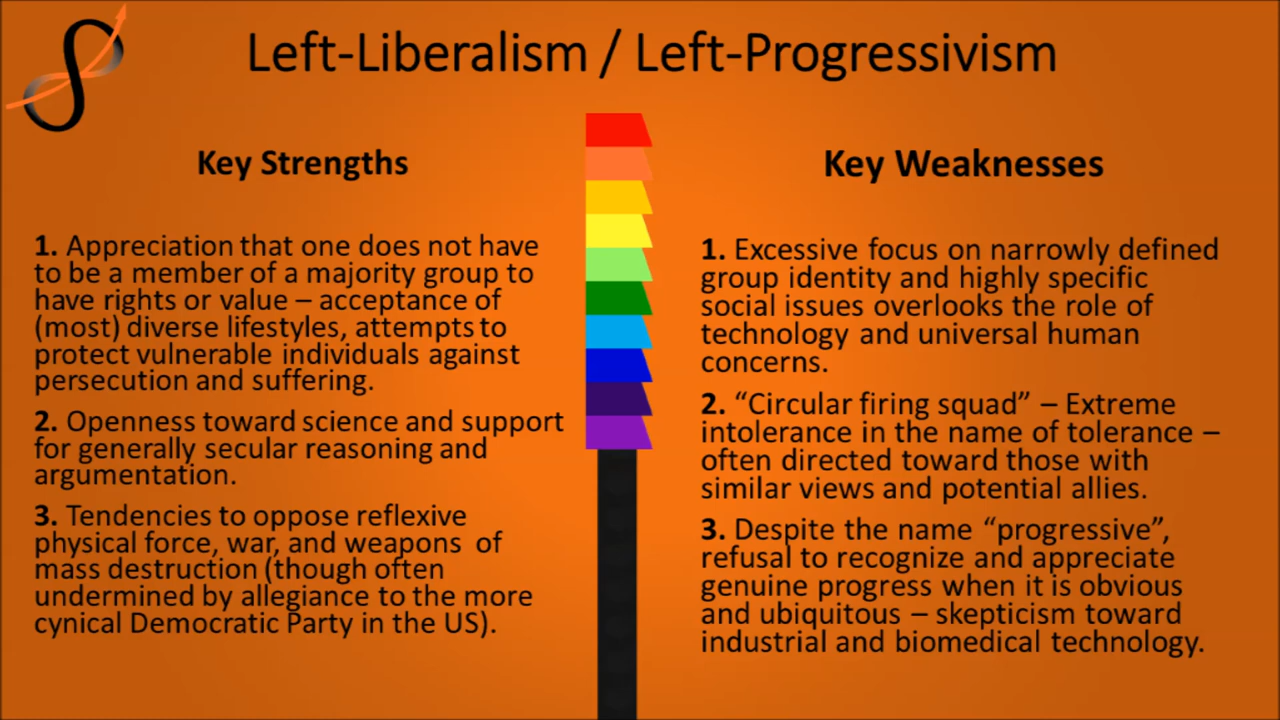 Left-Liberalism / Left-Progressivism
Key Strengths
1. Appreciation that one does not have
to be a member of a majority group to
have rights or value – acceptance of
(most) diverse lifestyles, attempts to
protect vulnerable individuals against
persecution and suffering.
2. Openness toward science and support
for generally secular reasoning and
argumentation.
3. Tendencies to oppose reflexive
physical force, war, and weapons of
mass destruction (though often
undermined by allegiance to the more
cynical Democratic Party in the US).
Key Weaknesses
1. Excessive focus on narrowly defined
group identity and highly specific
social issues overlooks the role of
technology and universal human
concerns.
2. “Circular firing squad” – Extreme
intolerance in the name of tolerance –
often directed toward those with
similar views and potential allies.
3. Despite the name “progressive”,
refusal to recognize and appreciate
genuine progress when it is obvious
and ubiquitous – skepticism toward
industrial and biomedical technology.